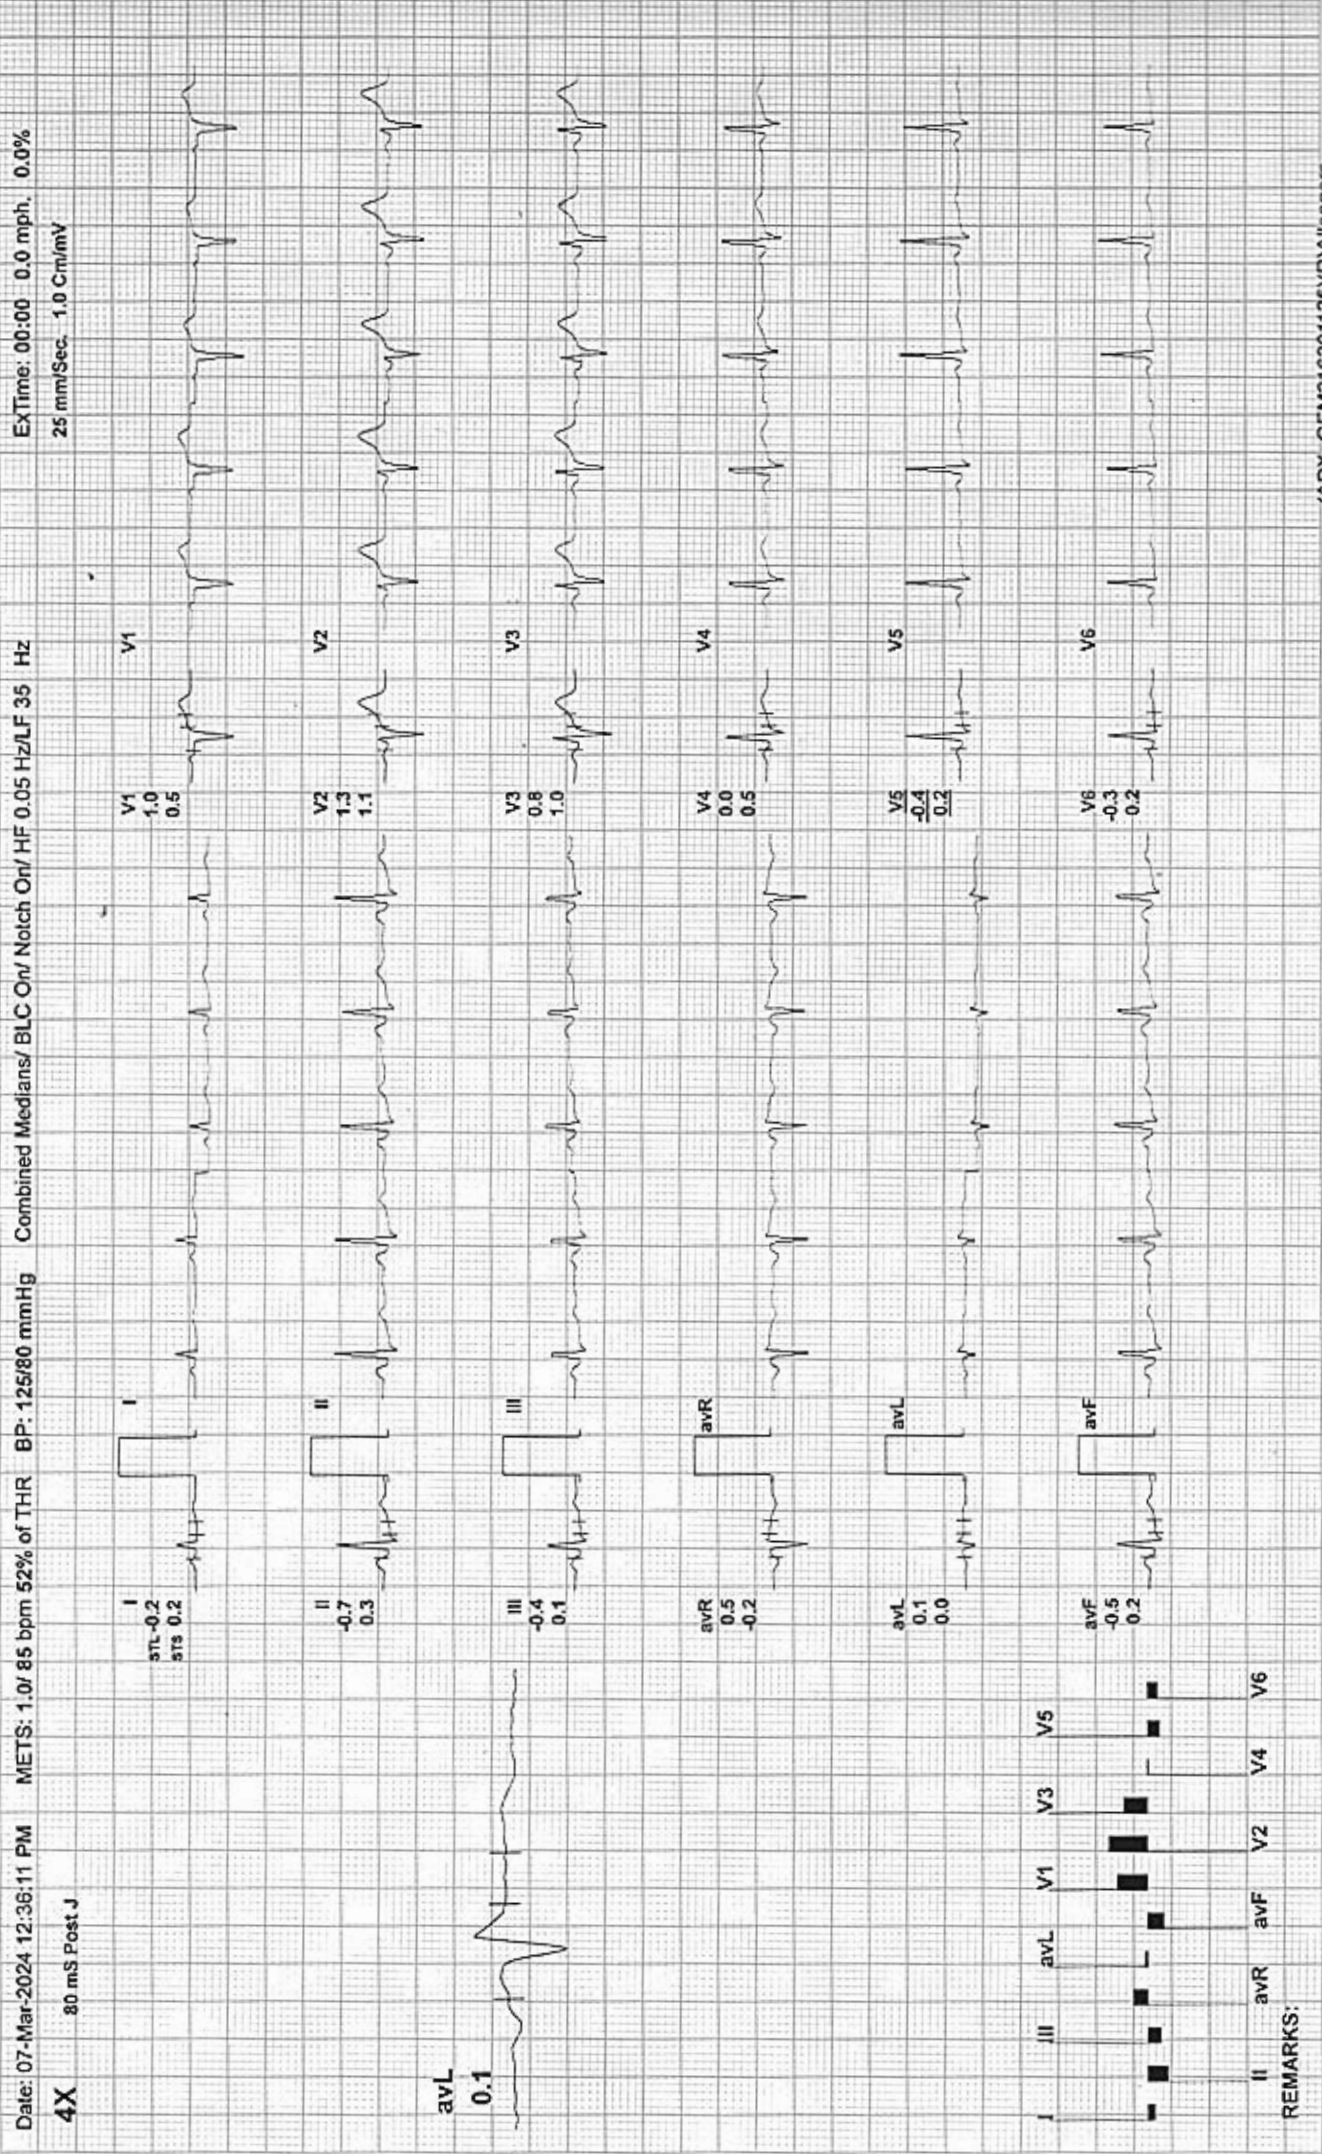 Date: 07-Mar-2024 12:36:11 PM METS: 1.0/ 85 bpm 52% of THR BP: 125/80 mmHg Combined Medians/ BLC On/ Notch On/ HF 0.05 Hz/LF 35 Hz ExTime: 00:00 0.0 mph, 0.0%
4X 80 mS Post J 25 mm/Sec. 1.0 Cm/mV
I
STL -0.2
STS 0.2
I
V1
1.0
0.5
V1
II
-0.7
0.3
II
V2
1.3
1.1
V2
avL
0.1
III
-0.4
0.1
III
V3
0.8
1.0
V3
avR
0.5
-0.2
avR
V4
0.0
0.5
V4
avL
0.1
0.0
avL
V5
-0.4
0.2
V5
avF
-0.5
0.2
avF
V6
-0.3
0.2
V6
I III avL V1 V3 V5
II avR avF V2 V4 V6
REMARKS: